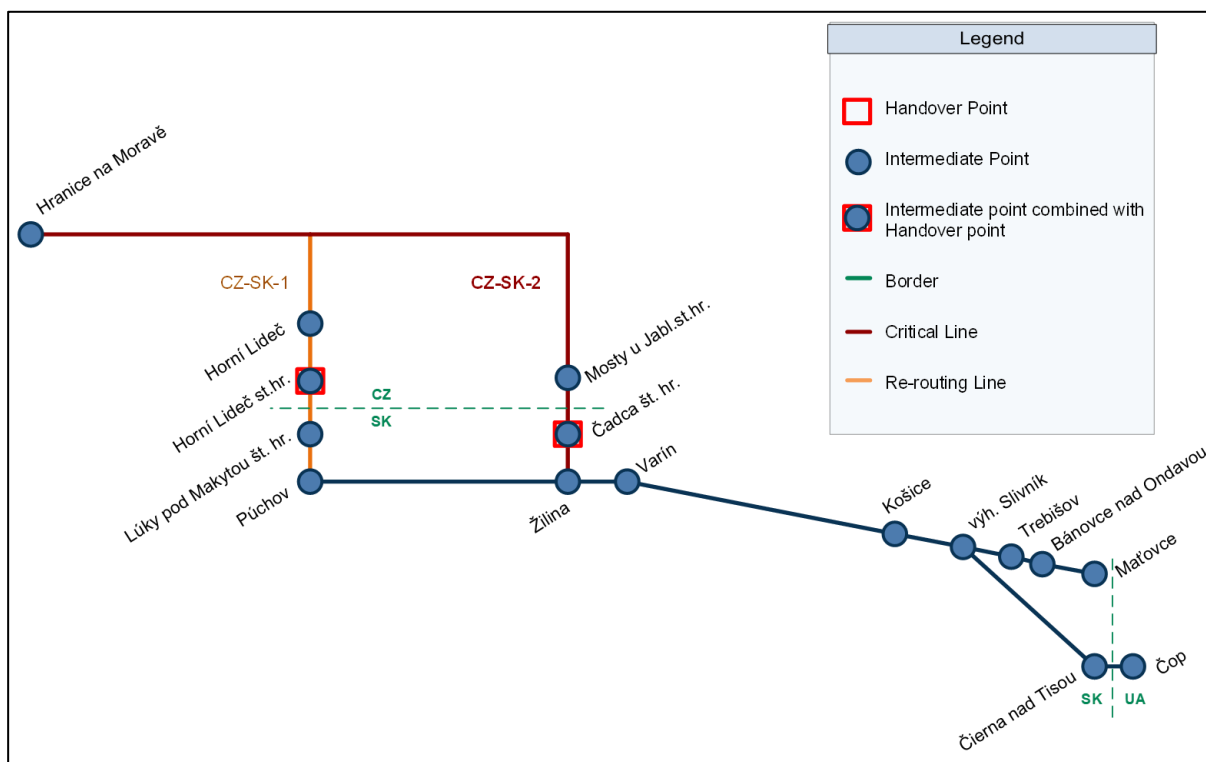 Legend
Handover Point
Intermediate Point
Intermediate point combined with
Handover point
Border
Critical Line
Re-routing Line
Hranice na Moravě
CZ-SK-1
CZ-SK-2
Horní Lideč
Mosty u Jabl.st.hr.
Horní Lideč st.hr.
CZ
SK
Čadca št. hr.
Lúky pod Makytou št. hr.
Púchov
Žilina
Varín
Košice
výh. Slivník
Trebišov
Bánovce nad Ondavou
Maťovce
Čierna nad Tisou
SK
UA
Čop